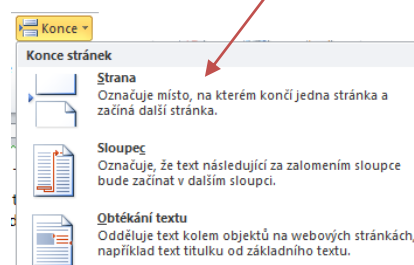 Konce
Konce stránek
Strana
Označuje místo, na kterém končí jedna stránka a
začíná další stránka.
Sloupec
Označuje, že text následující za zalomením sloupce
bude začínat v dalším sloupci.
Obtékání textu
Odděluje text kolem objektů na webových stránkách,
například text titulku od základního textu.